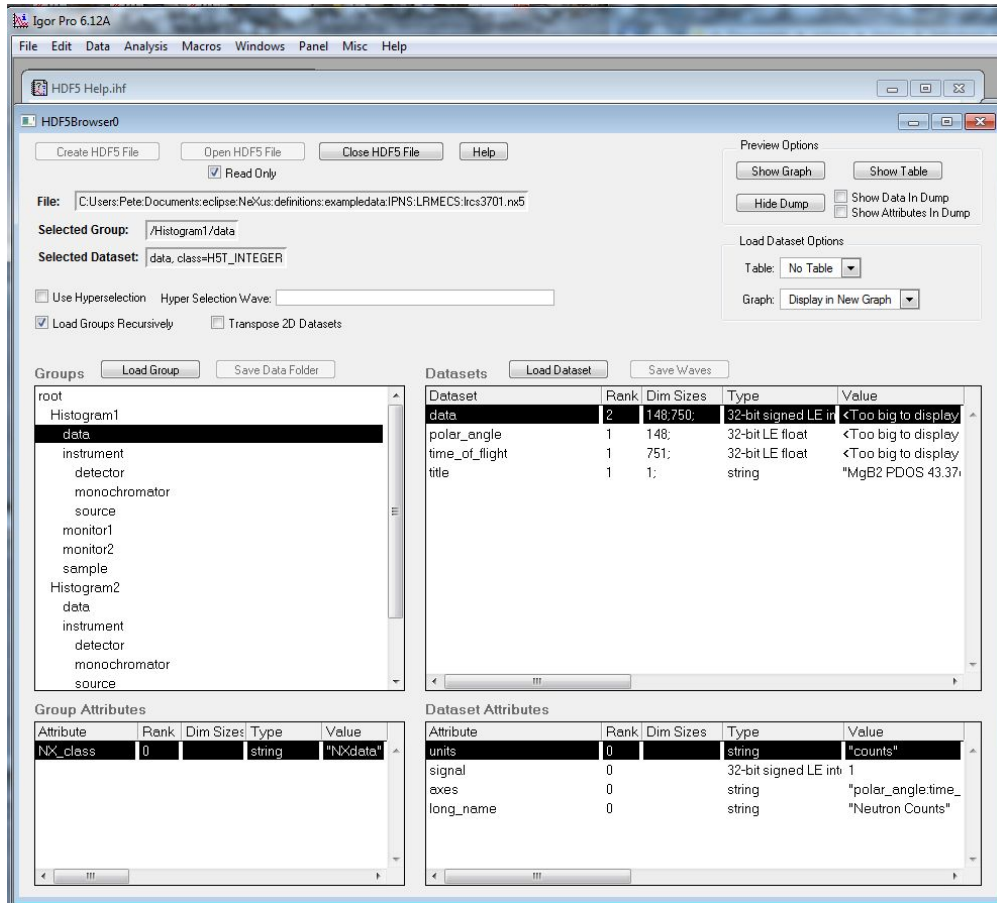 Igor Pro 6.12A
File Edit Data Analysis Macros Windows Panel Misc Help
HDF5 Help.ihf
HDF5Browser0
Create HDF5 File Open HDF5 File Close HDF5 File Help
Read Only
File: C:Users:Pete:Documents:eclipse:NeXus:definitions:exampledata:IPNS:LRMECS:lrcs3701.nx5
Selected Group: /Histogram1/data
Selected Dataset: data, class=H5T_INTEGER
Use Hyperselection Hyper Selection Wave:
Load Groups Recursively Transpose 2D Datasets
Preview Options
Show Graph Show Table
Hide Dump Show Data In Dump
Show Attributes In Dump
Load Dataset Options
Table: No Table
Graph: Display in New Graph
Groups Load Group Save Data Folder
root
Histogram1
data
instrument
detector
monochromator
source
monitor1
monitor2
sample
Histogram2
data
instrument
detector
monochromator
source
Datasets Load Dataset Save Waves
Dataset Rank Dim Sizes Type Value
data 2 148;750; 32-bit signed LE in <Too big to display
polar_angle 1 148; 32-bit LE float <Too big to display
time_of_flight 1 751; 32-bit LE float <Too big to display
title 1 1; string "MgB2 PDOS 43.37
Group Attributes
Attribute Rank Dim Sizes Type Value
NX_class 0 string "NXdata"
Dataset Attributes
Attribute Rank Dim Sizes Type Value
units 0 string "counts"
signal 0 32-bit signed LE int 1
axes 0 string "polar_angle:time_
long_name 0 string "Neutron Counts"